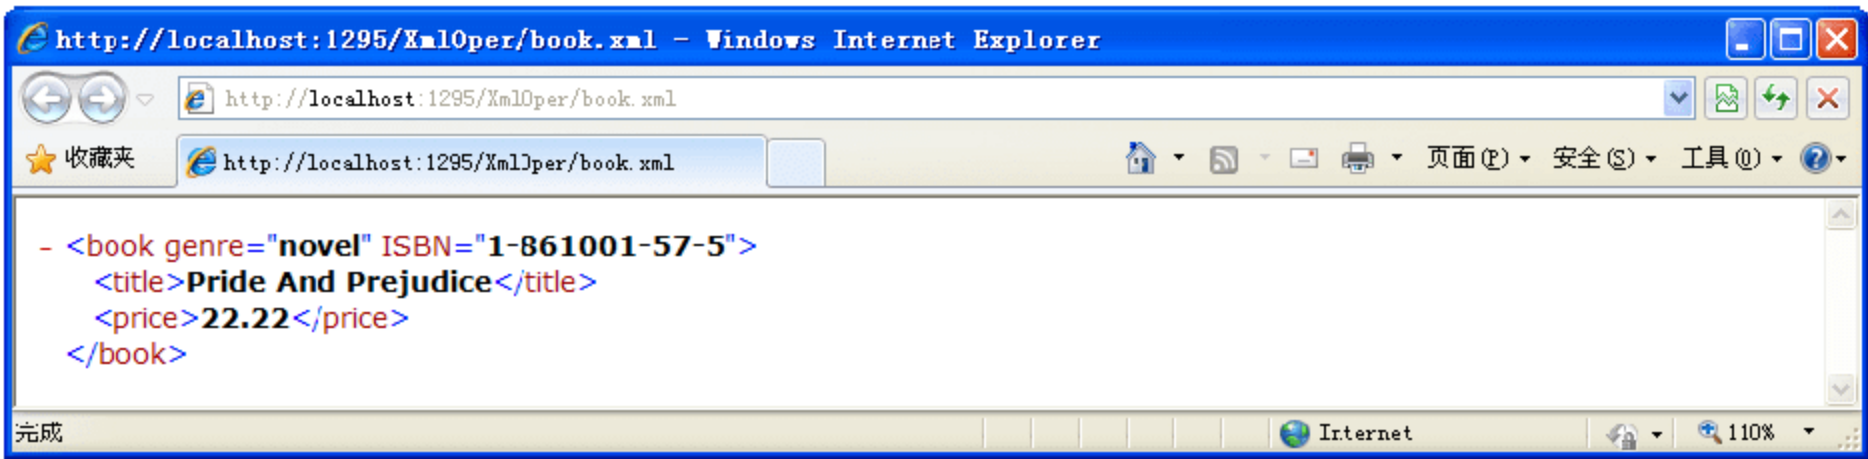 http://localhost:1295/XmlOper/book.xml - Windows Internet Explorer
http://localhost:1295/XmlOper/book.xml
收藏夹 http://localhost:1295/XmlOper/book.xml 页面(P) 安全(S) 工具(O)
- <book genre="novel" ISBN="1-861001-57-5">
<title>Pride And Prejudice</title>
<price>22.22</price>
</book>
完成 Internet 110%